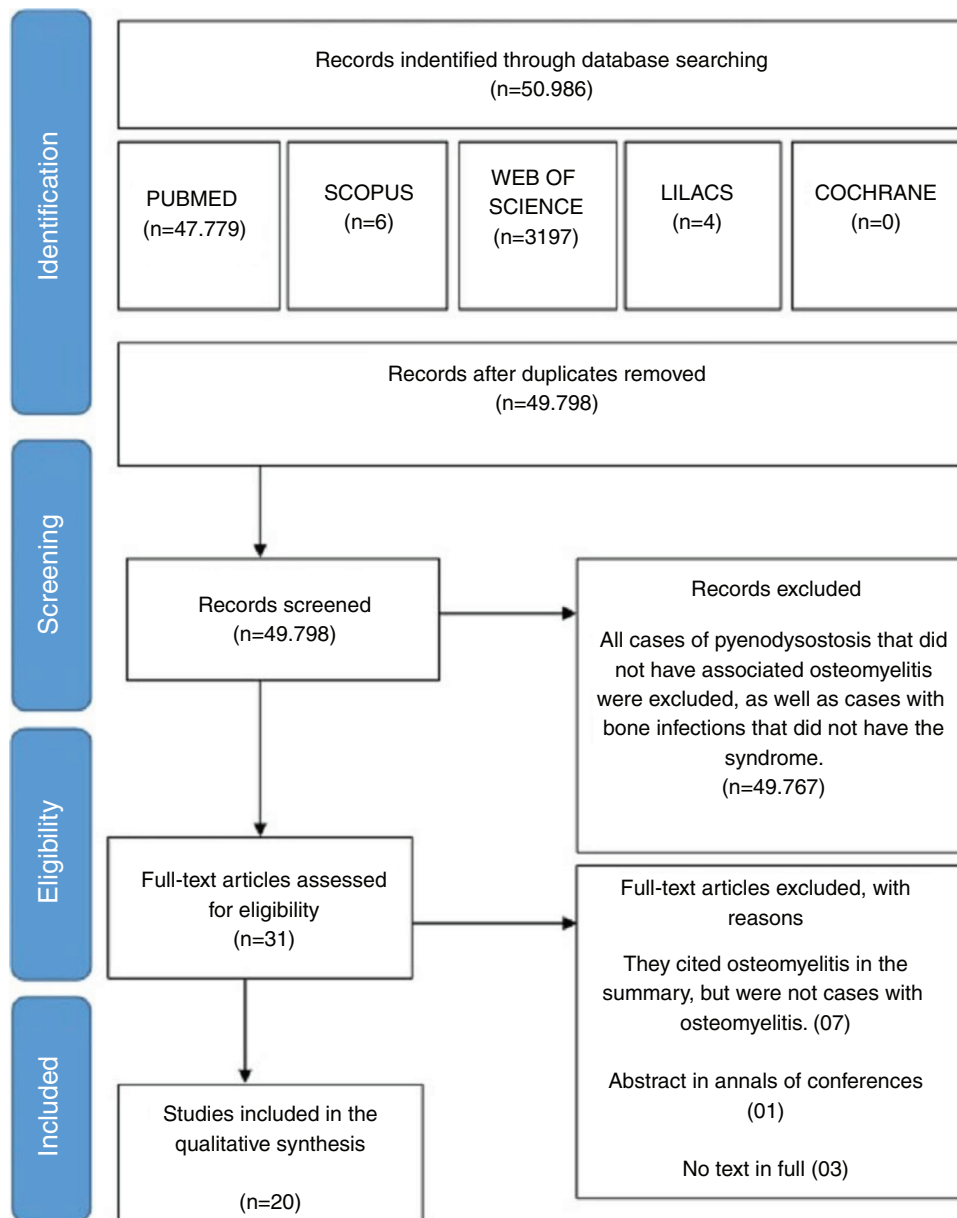 Identification
Records indentified through database searching
(n=50.986)
PUBMED
(n=47.779)
SCOPUS
(n=6)
WEB OF
SCIENCE
(n=3197)
LILACS
(n=4)
COCHRANE
(n=0)
Records after duplicates removed
(n=49.798)
Screening
Records screened
(n=49.798)
Records excluded
All cases of pyenodysostosis that did
not have associated osteomyelitis
were excluded, as well as cases with
bone infections that did not have the
syndrome.
(n=49.767)
Eligibility
Full-text articles assessed
for eligibility
(n=31)
Full-text articles excluded, with
reasons
They cited osteomyelitis in the
summary, but were not cases with
osteomyelitis. (07)
Abstract in annals of conferences
(01)
No text in full (03)
Included
Studies included in the
qualitative synthesis
(n=20)